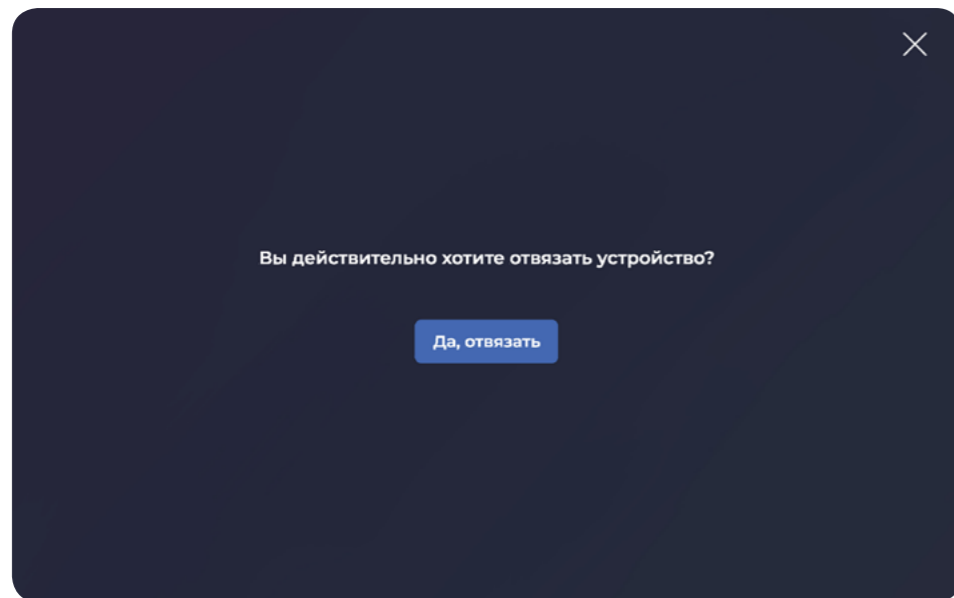 Вы действительно хотите отвязать устройство?
Да, отвязать